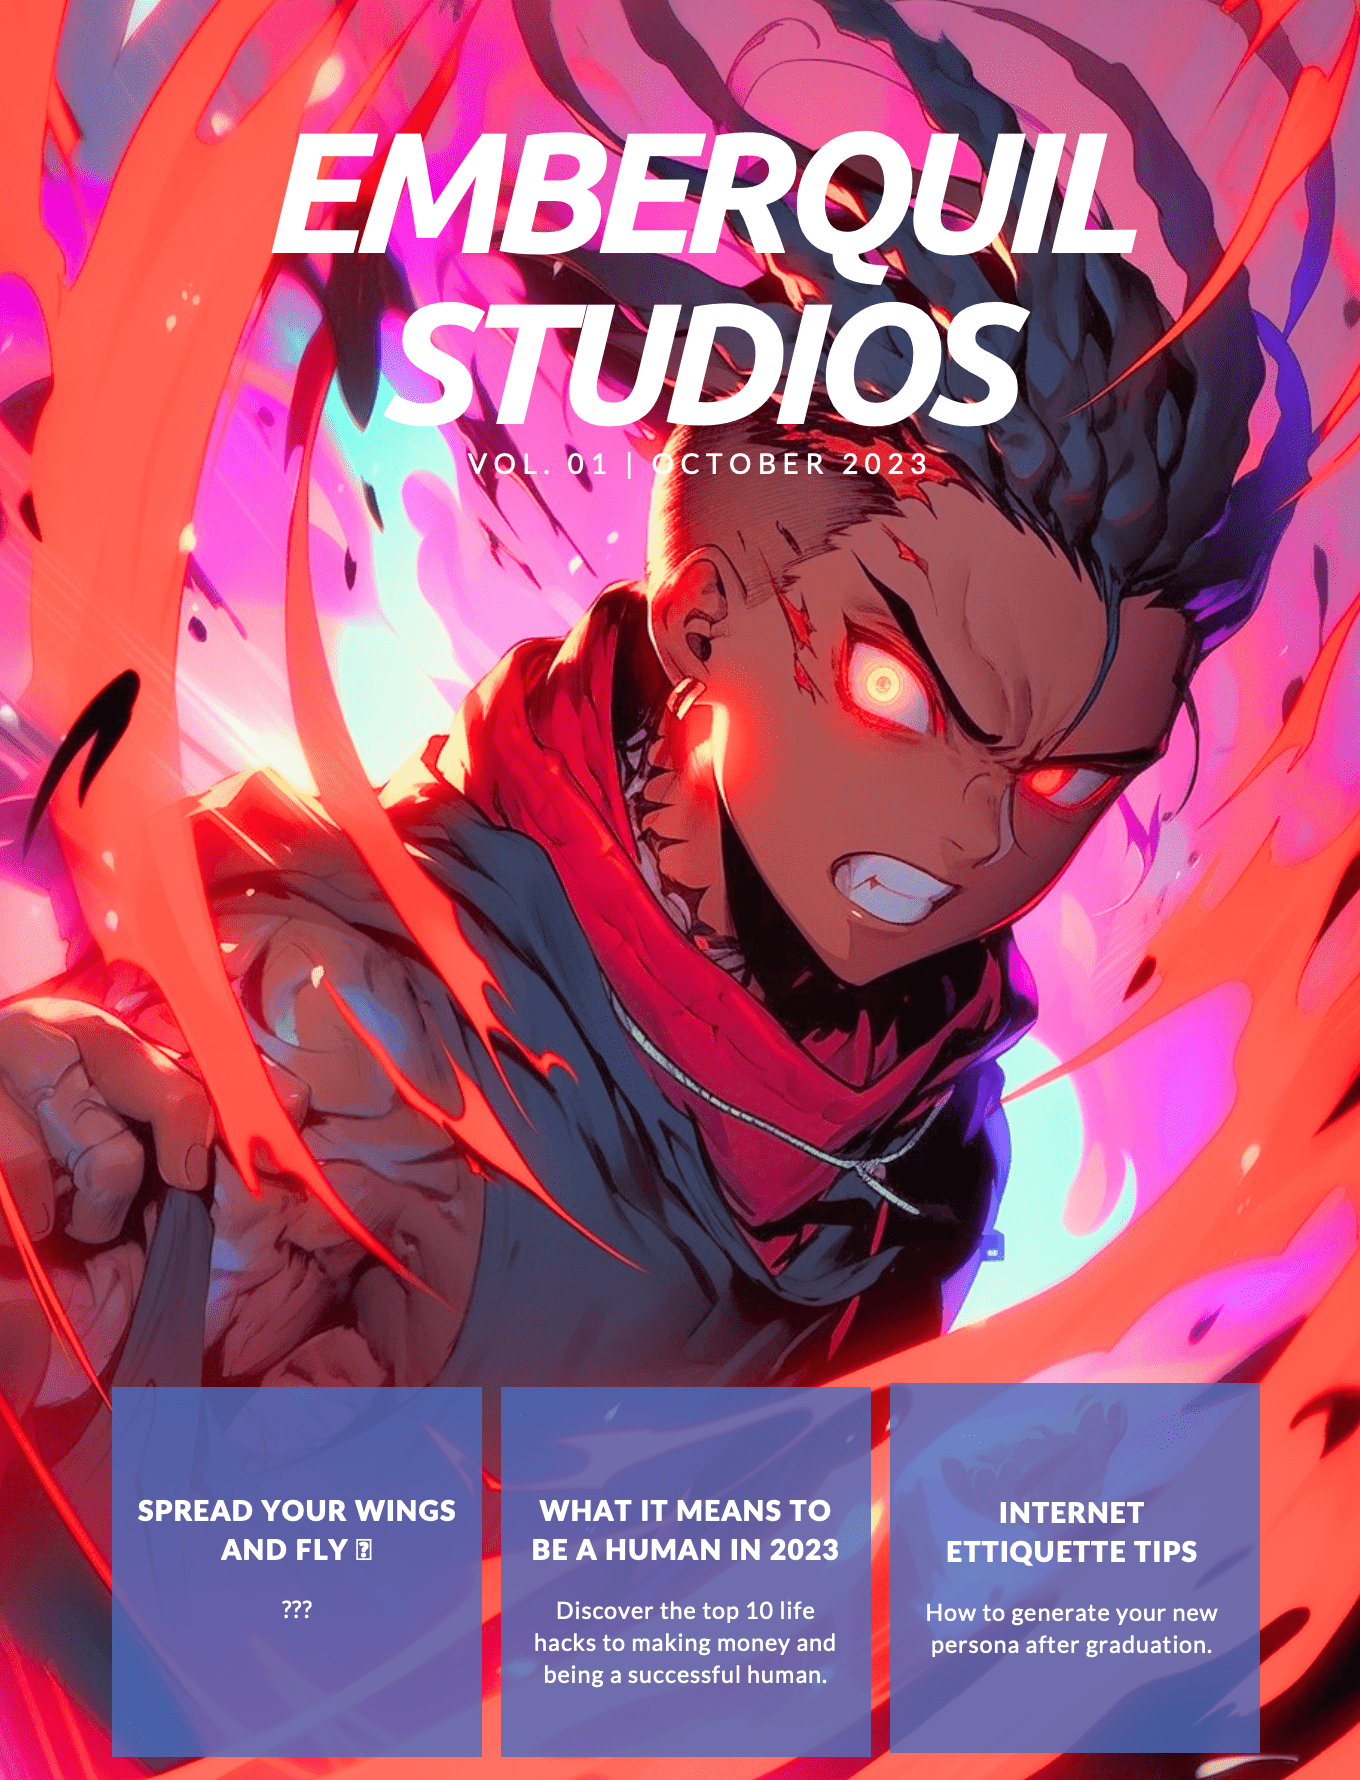 EMBERQUIL
STUDIOS
VOL. 01 | OCTOBER 2023
SPREAD YOUR WINGS
AND FLY
???
WHAT IT MEANS TO
BE A HUMAN IN 2023
Discover the top 10 life
hacks to making money and
being a successful human.
INTERNET
ETTIQUETTE TIPS
How to generate your new
persona after graduation.